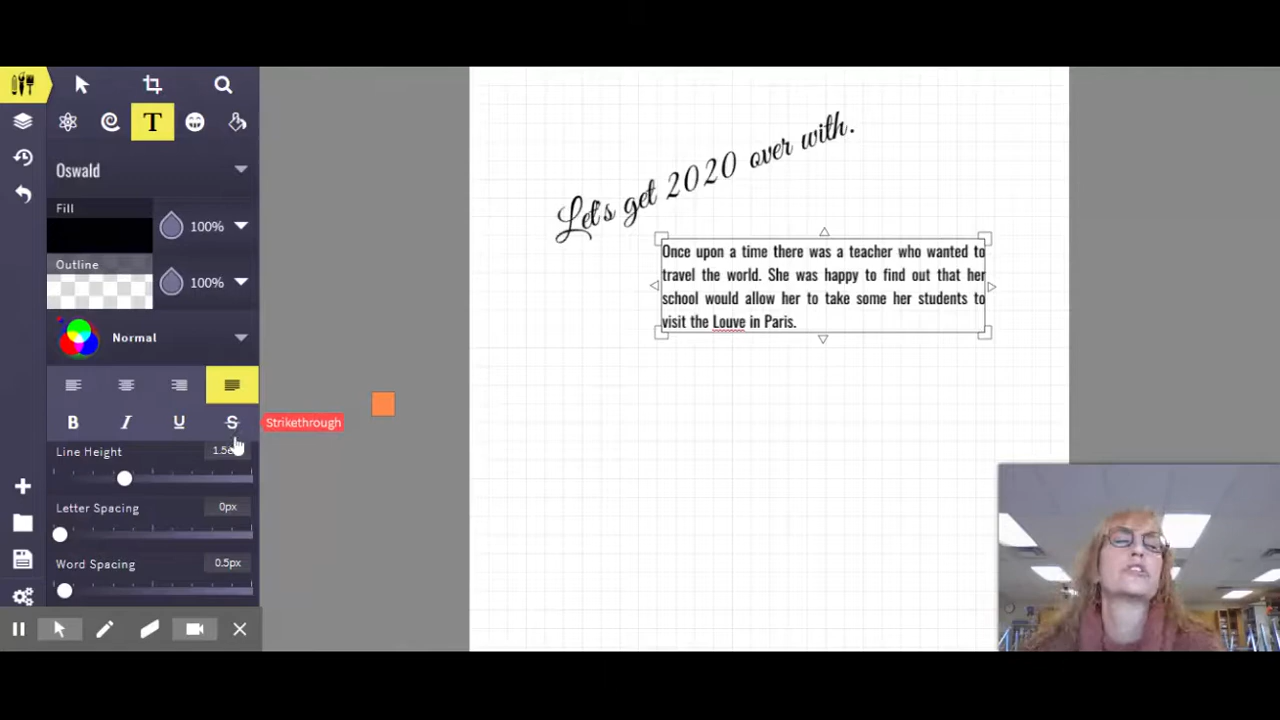 Let's get 2020 over with.
Once upon a time there was a teacher who wanted to
travel the world. She was happy to find out that her
school would allow her to take some her students to
visit the Louve in Paris.
T
Oswald
Fill
100%
Outline
100%
Normal
B I U S
Strikethrough
Line Height
Letter Spacing 0px
Word Spacing 0.5px